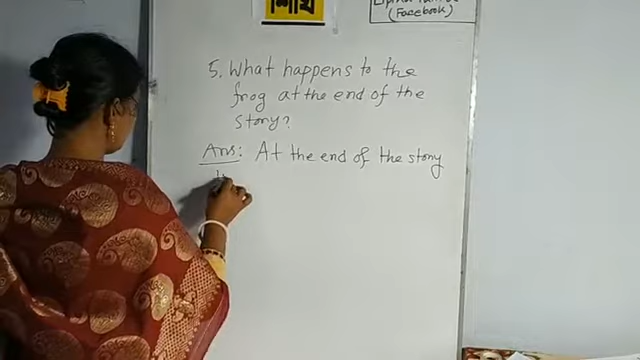 শিখি
(Facebook)
5. What happens to the
frog at the end of the
story?
Ans: At the end of the story